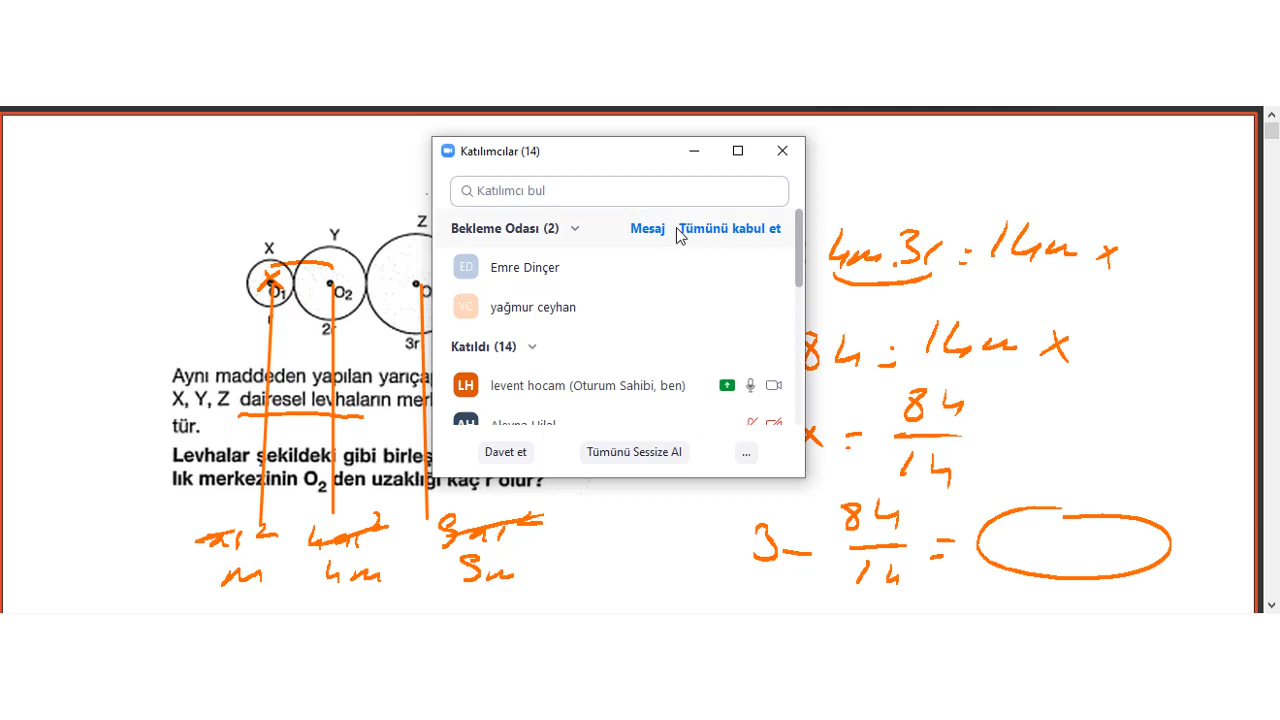 Katılımcılar (14)
Katılımcı bul
Bekleme Odası (2) Mesaj Tümünü kabul et
ED Emre Dinçer
YC yağmur ceyhan
Katıldı (14)
LH levent hocam (Oturum Sahibi, ben)
Davet et Tümünü Sessize Al ...
X Y Z
O1 O2 O
r 2r 3r
Aynı maddeden yapılan yarıça
X, Y, Z dairesel levhaların mer
tür.
Levhalar şekildeki gibi birleş
lık merkezinin O2 den uzaklığı kaç r olur?
m 4m 9m
4m.3r = 14m x
84 = 14m x
x = 84/14
3 - 84/14 =